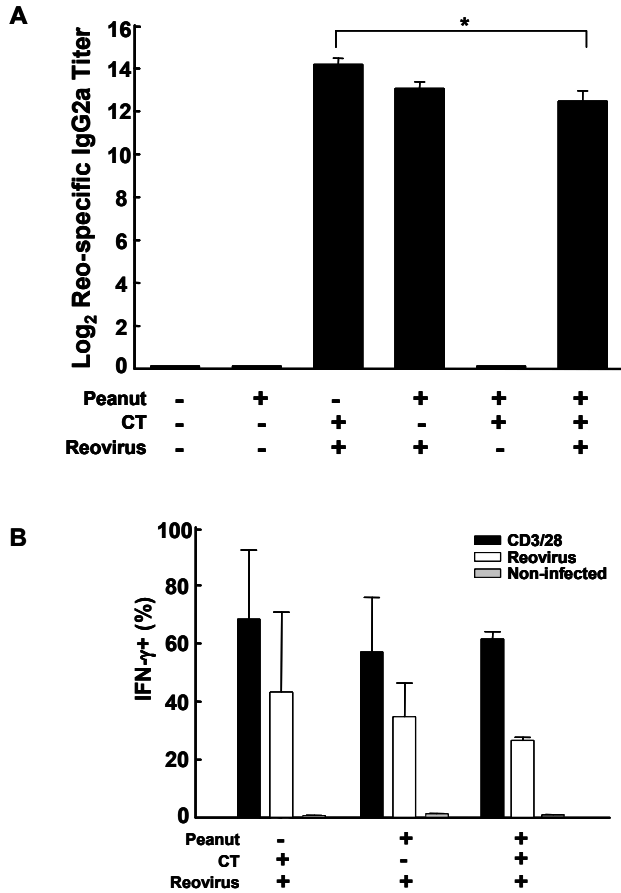 A
Log2 Reo-specific IgG2a Titer
16
14
12
10
8
6
4
2
0
*
Peanut - + - + + +
CT - - + - + +
Reovirus - - + + - +
B
IFN-γ+ (%)
100
80
60
40
20
0
CD3/28
Reovirus
Non-infected
Peanut - + +
CT + - +
Reovirus + + +